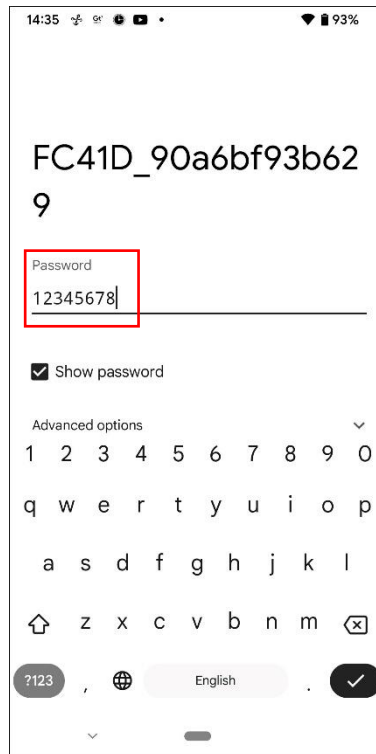 14:35 93%
FC41D_90a6bf93b62
9
Password
12345678
Show password
Advanced options
1 2 3 4 5 6 7 8 9 0
q w e r t y u i o p
a s d f g h j k l
z x c v b n m
?123 , English .